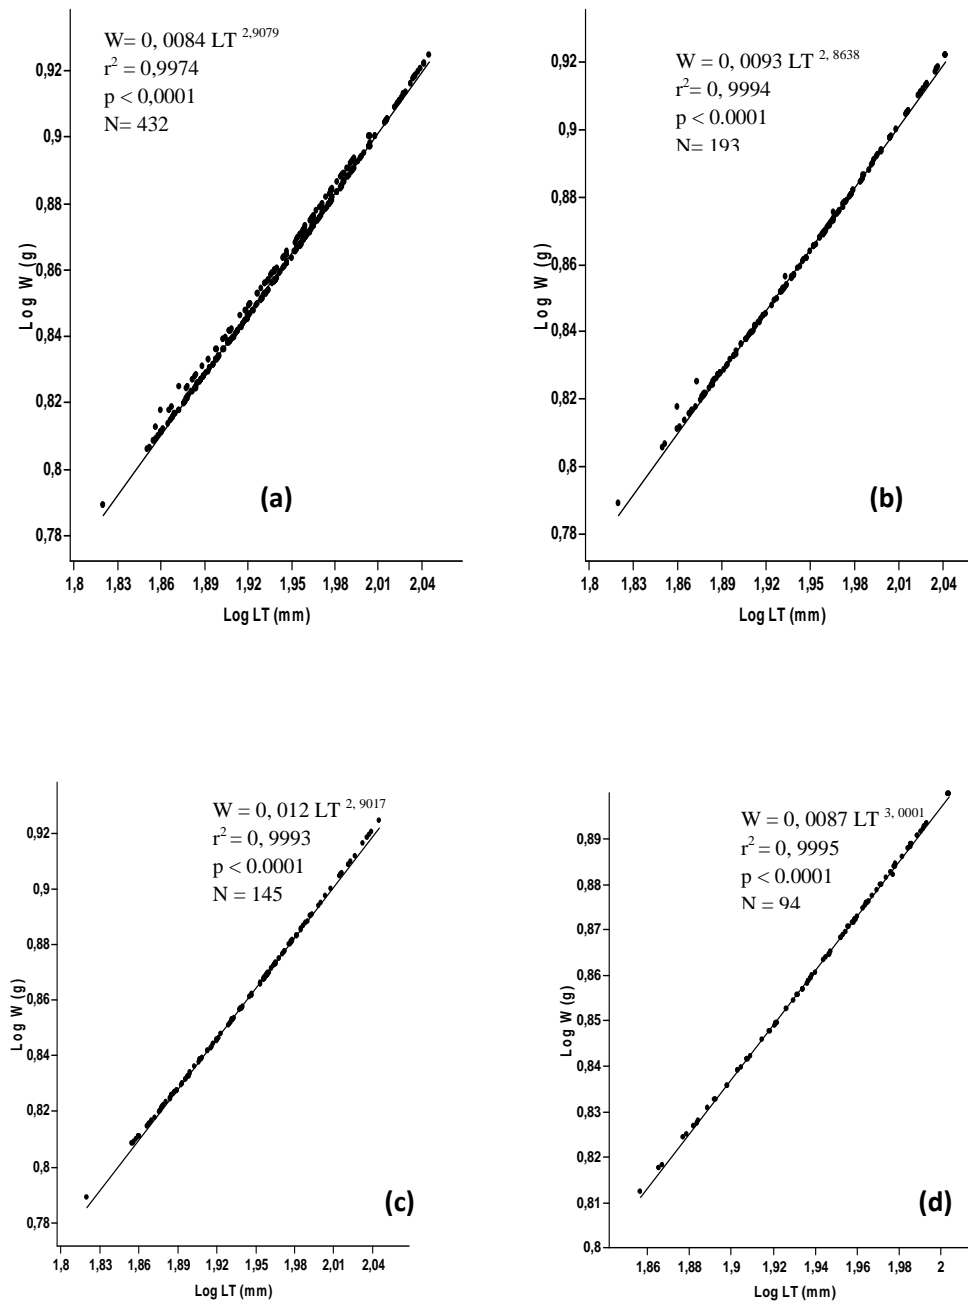 W= 0, 0084 LT 2,9079
r2 = 0,9974
p < 0,0001
N= 432
0,92
0,9
0,88
0,86
0,84
0,82
0,8
0,78
Log W (g)
(a)
1,8 1,83 1,86 1,89 1,92 1,95 1,98 2,01 2,04
Log LT (mm)
W = 0, 0093 LT 2, 8638
r2= 0, 9994
p < 0.0001
N= 193
0,92
0,9
0,88
0,86
0,84
0,82
0,8
0,78
Log W (g)
(b)
1,8 1,83 1,86 1,89 1,92 1,95 1,98 2,01 2,04
Log LT (mm)
W = 0, 012 LT 2, 9017
r2 = 0, 9993
p < 0.0001
N = 145
0,92
0,9
0,88
0,86
0,84
0,82
0,8
0,78
Log W (g)
(c)
1,8 1,83 1,86 1,89 1,92 1,95 1,98 2,01 2,04
Log LT (mm)
W = 0, 0087 LT 3, 0001
r2 = 0, 9995
p < 0.0001
N = 94
0,89
0,88
0,87
0,86
0,85
0,84
0,83
0,82
0,81
0,8
Log W (g)
(d)
1,86 1,88 1,9 1,92 1,94 1,96 1,98 2
Log LT (mm)